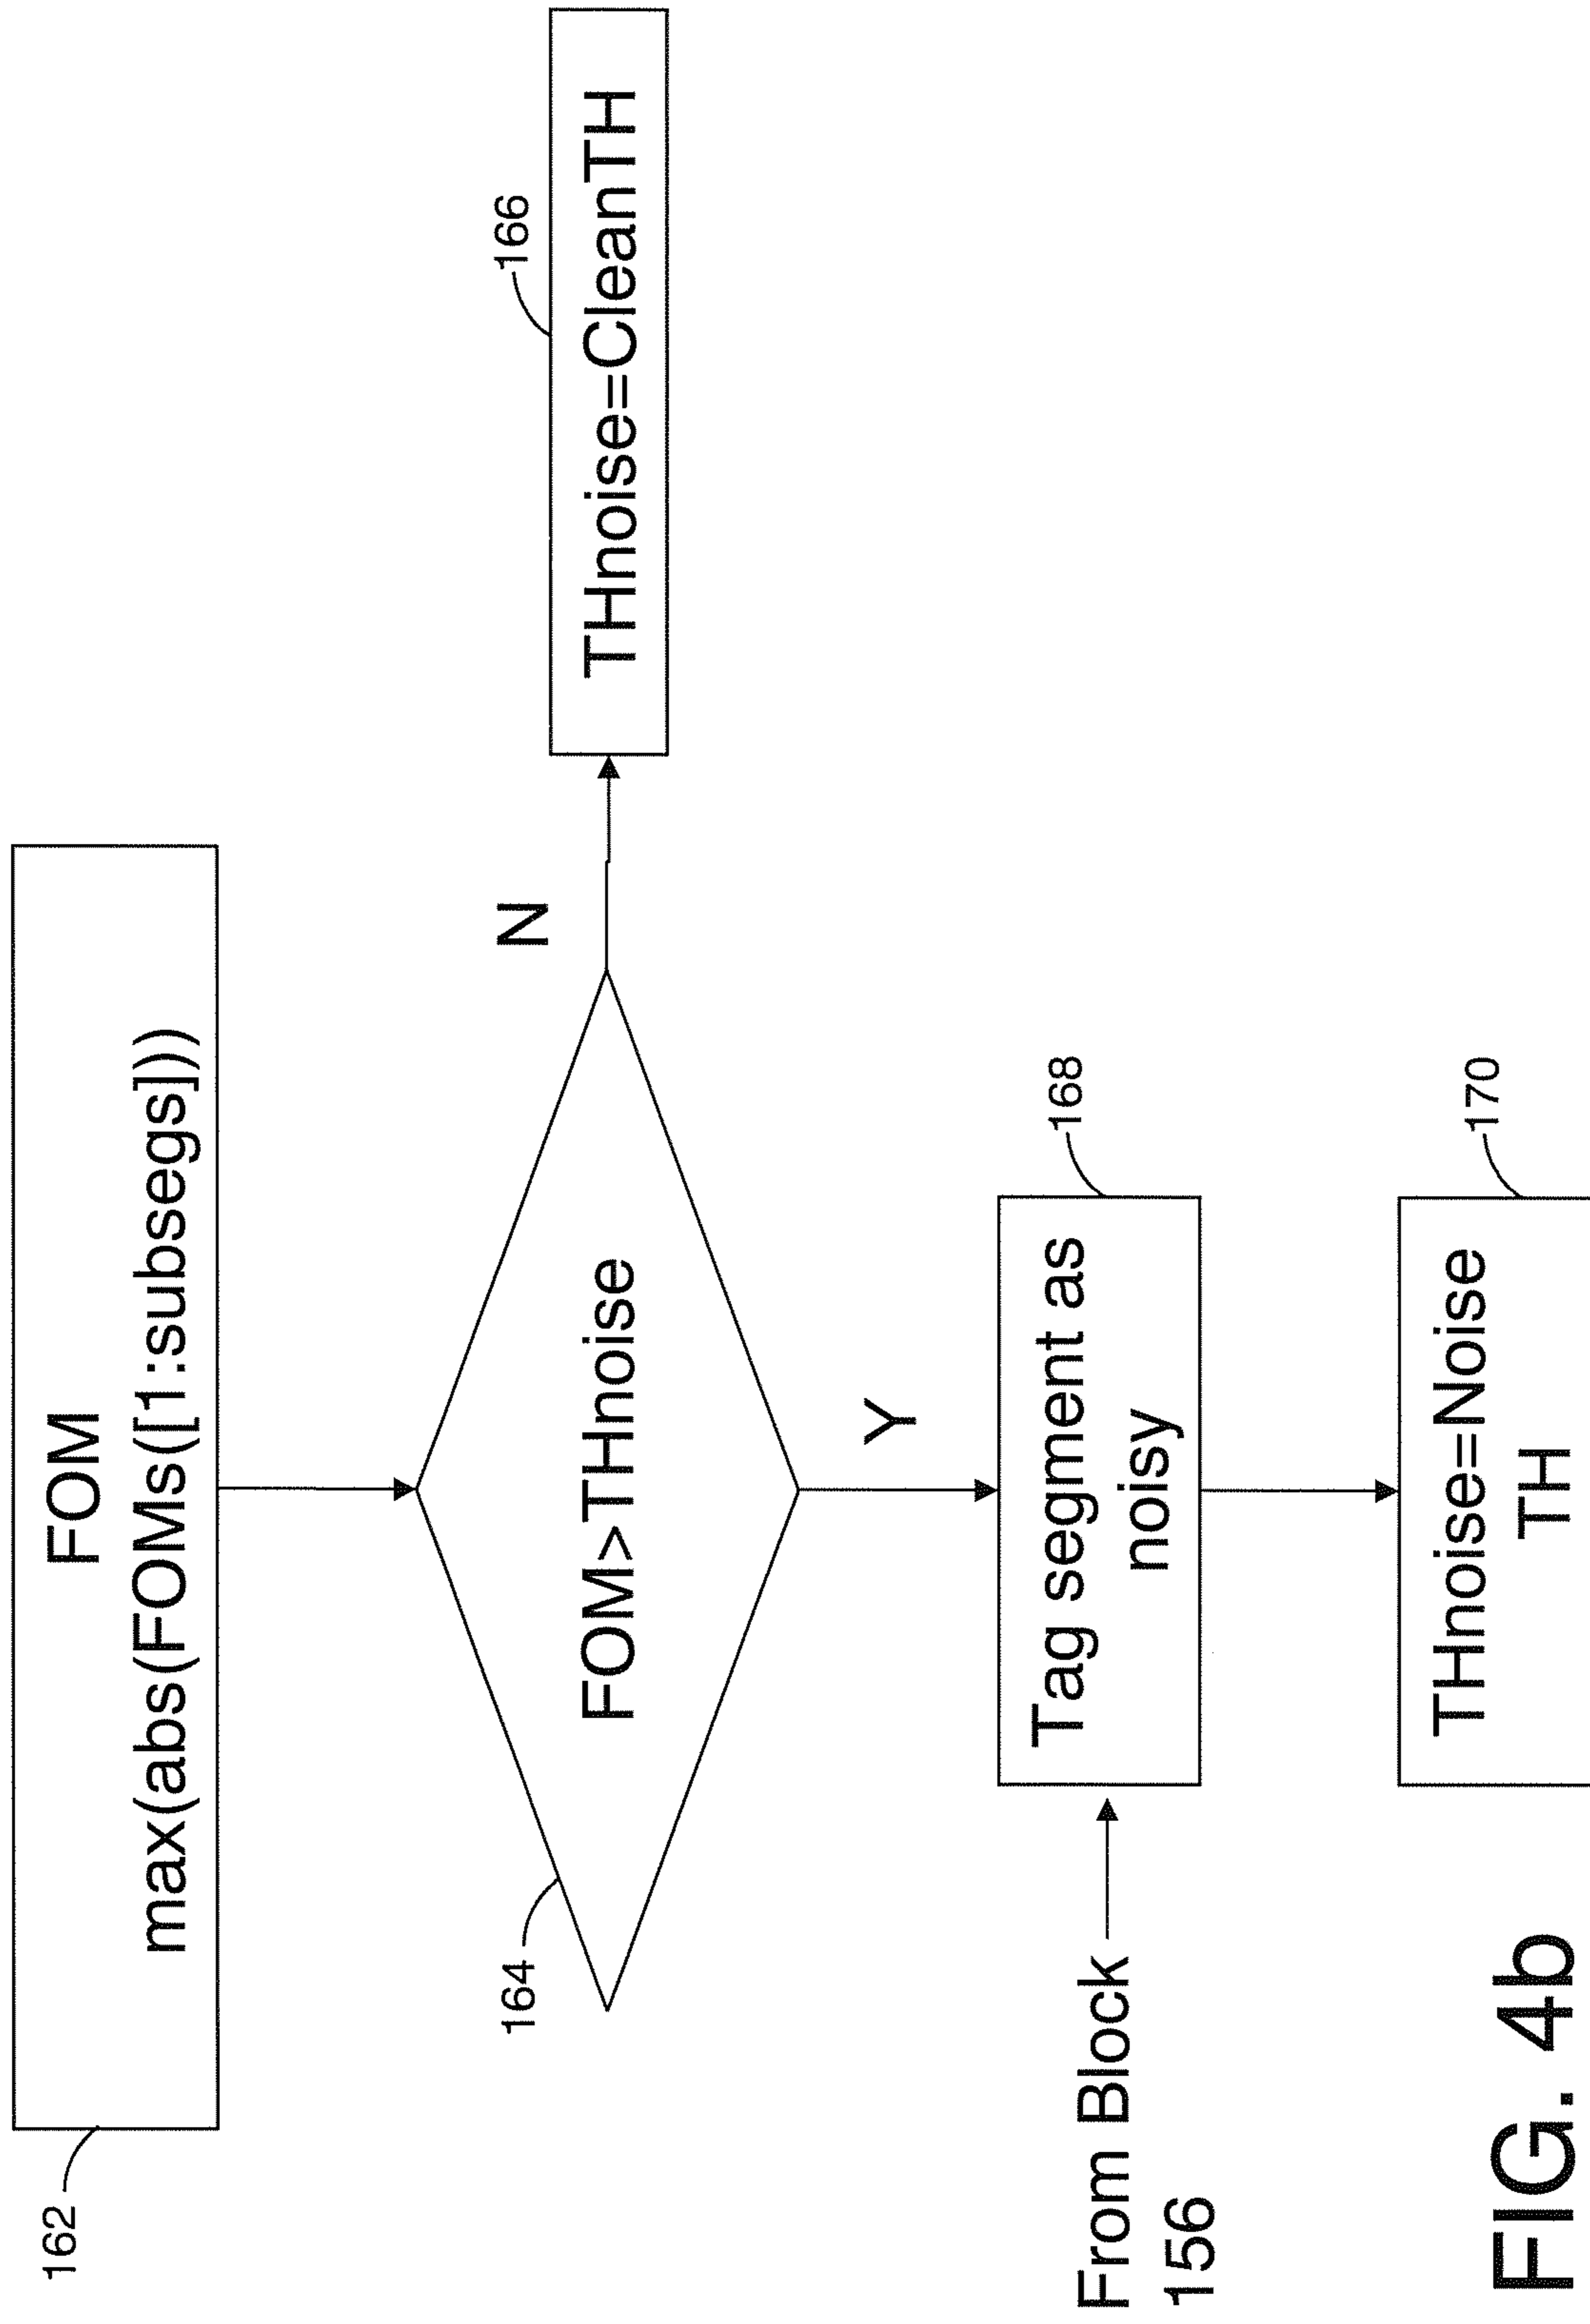 162
FOM
max(abs(FOMs([1:subsegs]))
164
FOM>THnoise
N
166
THnoise=CleanTH
Y
From Block
156
Tag segment as
noisy
168
THnoise=Noise
TH
170
FIG. 4b